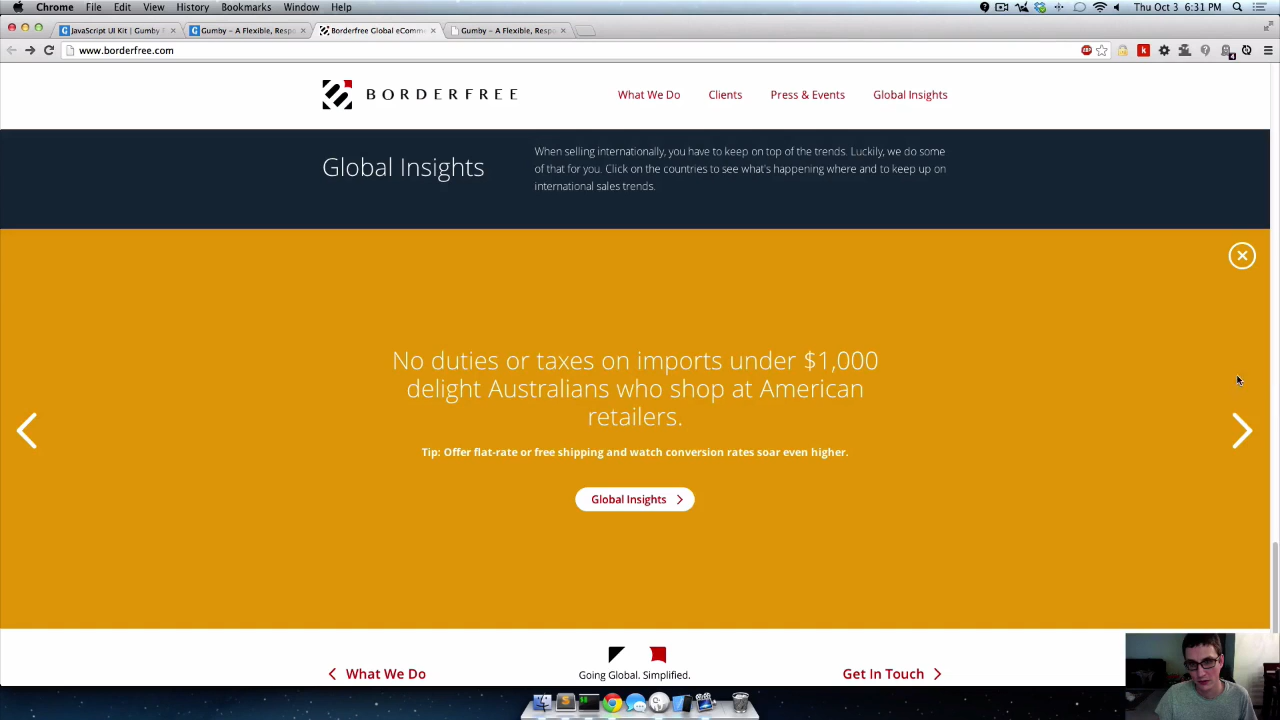 Chrome File Edit View History Bookmarks Window Help Thu Oct 3 6:31 PM
JavaScript UI Kit | Gumby Gumby – A Flexible, Respo Borderfree Global eComme Gumby – A Flexible, Respo
www.borderfree.com
BORDERFREE What We Do Clients Press & Events Global Insights
Global Insights
When selling internationally, you have to keep on top of the trends. Luckily, we do some
of that for you. Click on the countries to see what's happening where and to keep up on
international sales trends.
No duties or taxes on imports under $1,000
delight Australians who shop at American
retailers.
Tip: Offer flat-rate or free shipping and watch conversion rates soar even higher.
Global Insights
What We Do Going Global. Simplified. Get In Touch